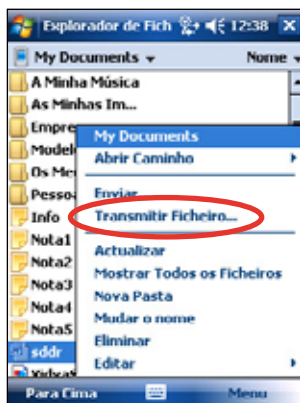 Explorador de Fich 12:38
My Documents Nome
A Minha Música
As Minhas Im...
Empre
Model
Os Me
Pesso
Info
Nota1
Nota2
Nota3
Nota4
Nota5
sddr
My Documents
Abrir Caminho
Enviar
Transmitir Ficheiro...
Actualizar
Mostrar Todos os Ficheiros
Nova Pasta
Mudar o nome
Eliminar
Editar
Para Cima Menu